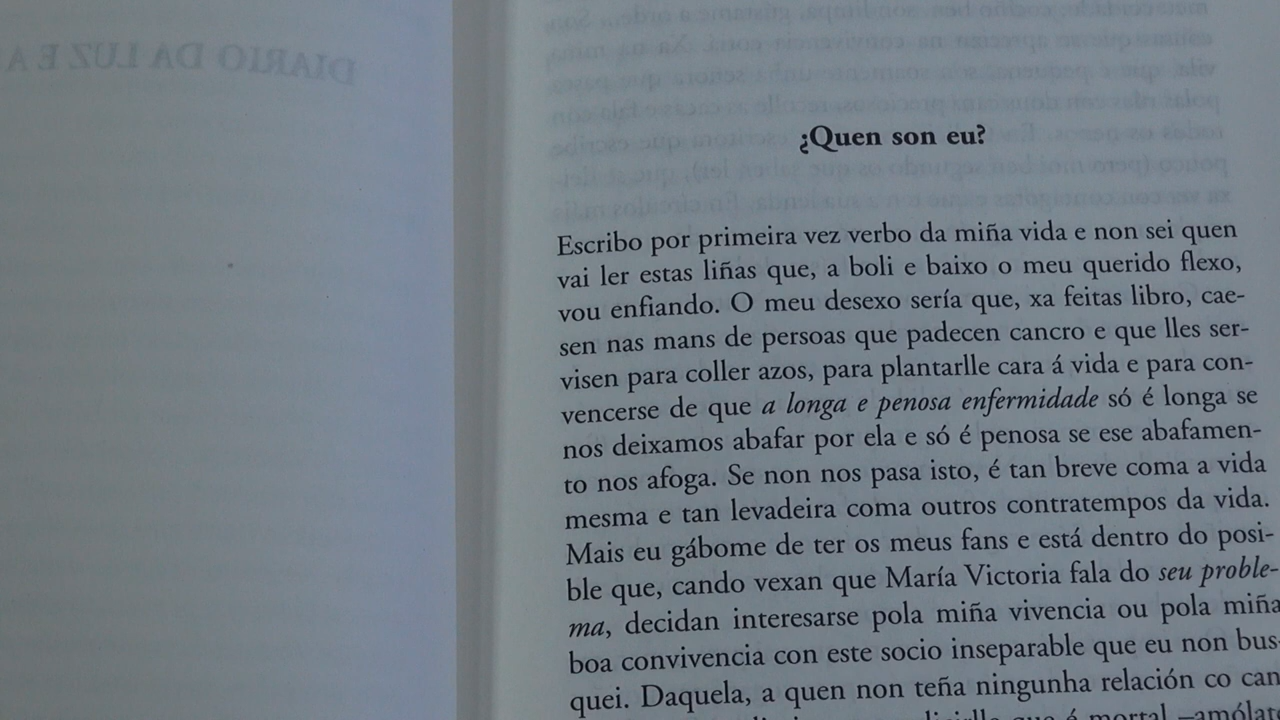 DIARIO DA LUZ E A
¿Quen son eu?
Escribo por primeira vez verbo da miña vida e non sei quen
vai ler estas liñas que, a boli e baixo o meu querido flexo,
vou enfiando. O meu desexo sería que, xa feitas libro, cae-
sen nas mans de persoas que padecen cancro e que lles ser-
visen para coller azos, para plantarlle cara á vida e para con-
vencerse de que a longa e penosa enfermidade só é longa se
nos deixamos abafar por ela e só é penosa se ese abafamen-
to nos afoga. Se non nos pasa isto, é tan breve coma a vida
mesma e tan levadeira coma outros contratempos da vida.
Mais eu gábome de ter os meus fans e está dentro do posi-
ble que, cando vexan que María Victoria fala do seu proble-
ma, decidan interesarse pola miña vivencia ou pola miña
boa convivencia con este socio inseparable que eu non bus-
quei. Daquela, a quen non teña ningunha relación co can
que é mortal –amólate